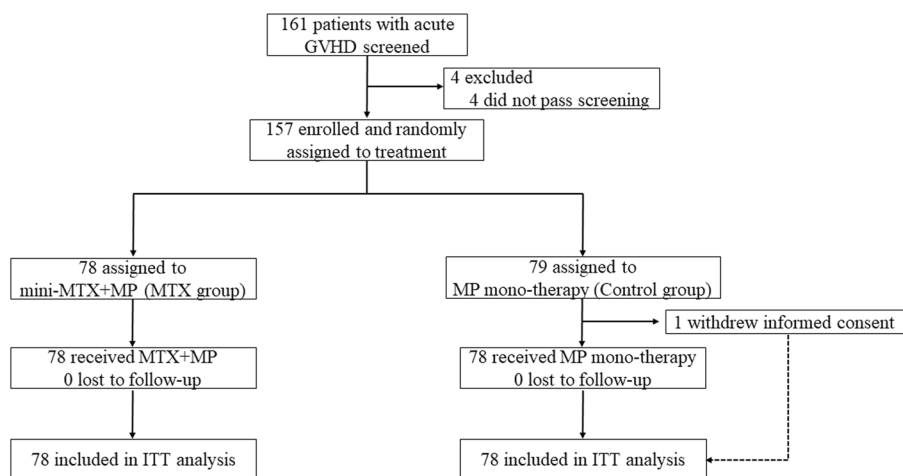 161 patients with acute
GVHD screened
4 excluded
4 did not pass screening
157 enrolled and randomly
assigned to treatment
78 assigned to
mini-MTX+MP (MTX group)
79 assigned to
MP mono-therapy (Control group)
1 withdrew informed consent
78 received MTX+MP
0 lost to follow-up
78 received MP mono-therapy
0 lost to follow-up
78 included in ITT analysis
78 included in ITT analysis